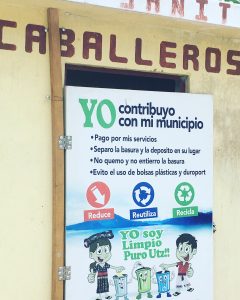 JANIT
CABALLEROS
YO contribuyo
con mi municipio
• Pago por mis servicios
• Separo la basura y la deposito en su lugar
• No quemo y no entierro la basura
• Evito el uso de bolsas plásticas y duroport
Reduce Reutiliza Recicla
YO soy
Limpio
Puro Utz!!